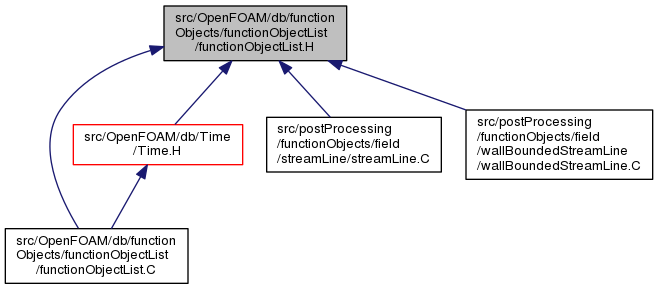 src/OpenFOAM/db/function
Objects/functionObjectList
/functionObjectList.H
src/OpenFOAM/db/Time
/Time.H
src/postProcessing
/functionObjects/field
/streamLine/streamLine.C
src/postProcessing
/functionObjects/field
/wallBoundedStreamLine
/wallBoundedStreamLine.C
src/OpenFOAM/db/function
Objects/functionObjectList
/functionObjectList.C